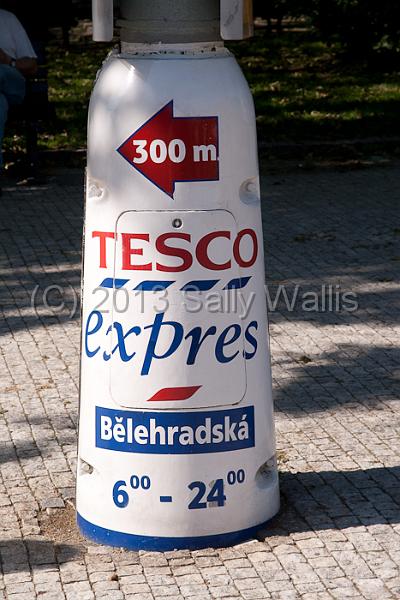 300 m
TESCO
(C) 2013 Sally Wallis
expres
Bělehradská
6⁰⁰ - 24⁰⁰